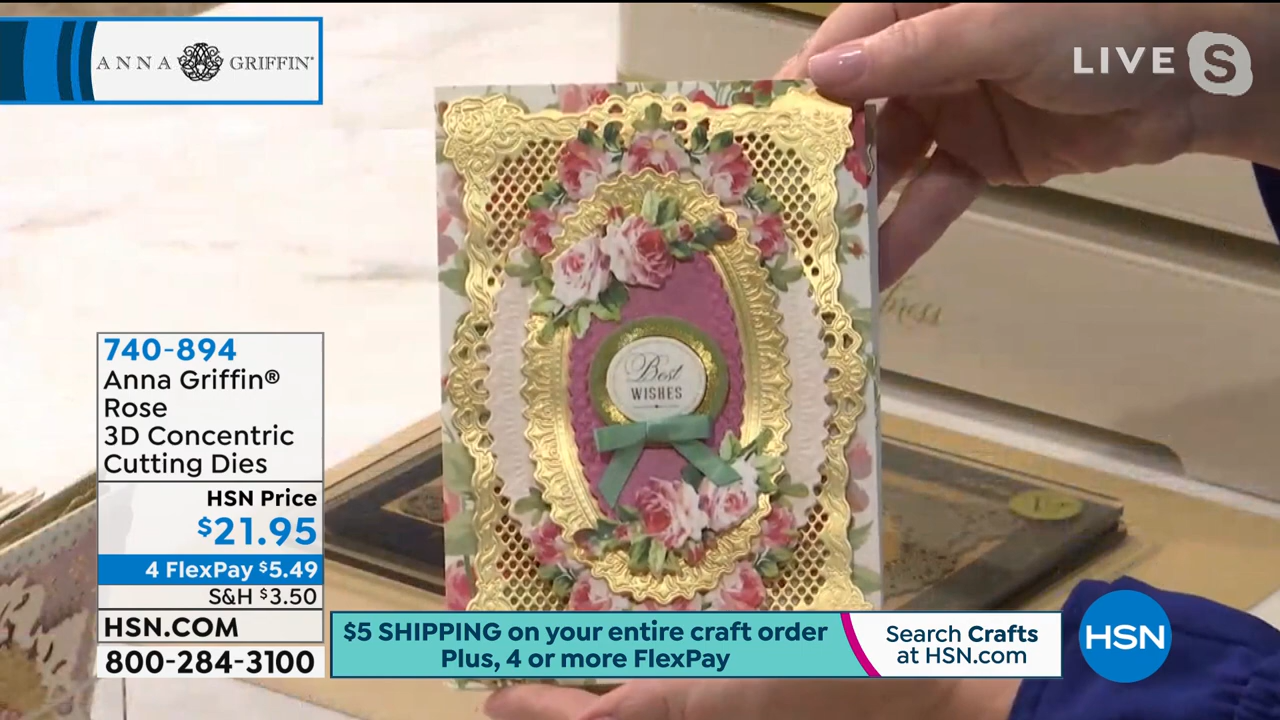 ANNA GRIFFIN®
LIVE S
Best
WISHES
740-894
Anna Griffin®
Rose
3D Concentric
Cutting Dies
HSN Price
$21.95
4 FlexPay $5.49
S&H $3.50
HSN.COM
800-284-3100
$5 SHIPPING on your entire craft order
Plus, 4 or more FlexPay
Search Crafts
at HSN.com
HSN